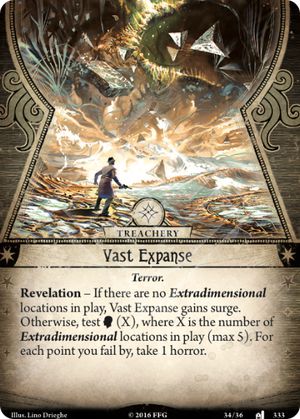 TREACHERY
Vast Expanse
Terror.
Revelation – If there are no Extradimensional
locations in play, Vast Expanse gains surge.
Otherwise, test (X), where X is the number of
Extradimensional locations in play (max 5). For
each point you fail by, take 1 horror.
Illus. Lino Drieghe © 2016 FFG 34/36 333